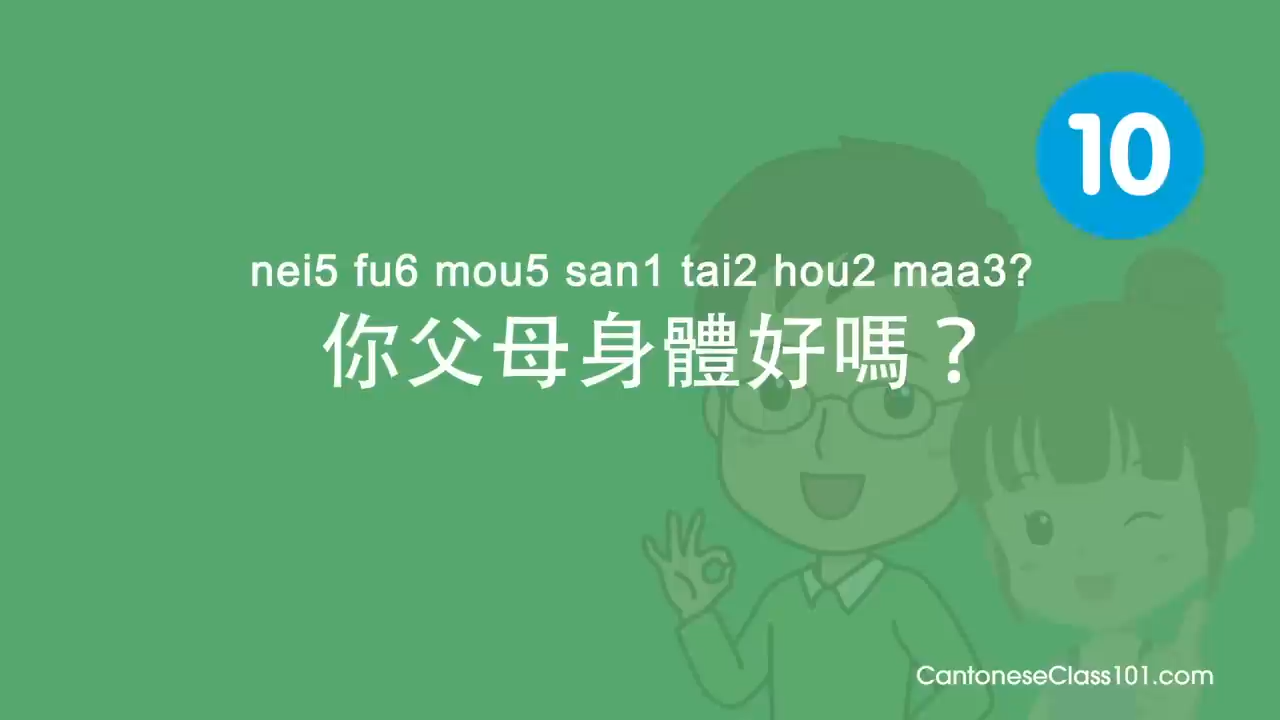 10
nei5 fu6 mou5 san1 tai2 hou2 maa3?
你父母身體好嗎？
CantoneseClass101.com